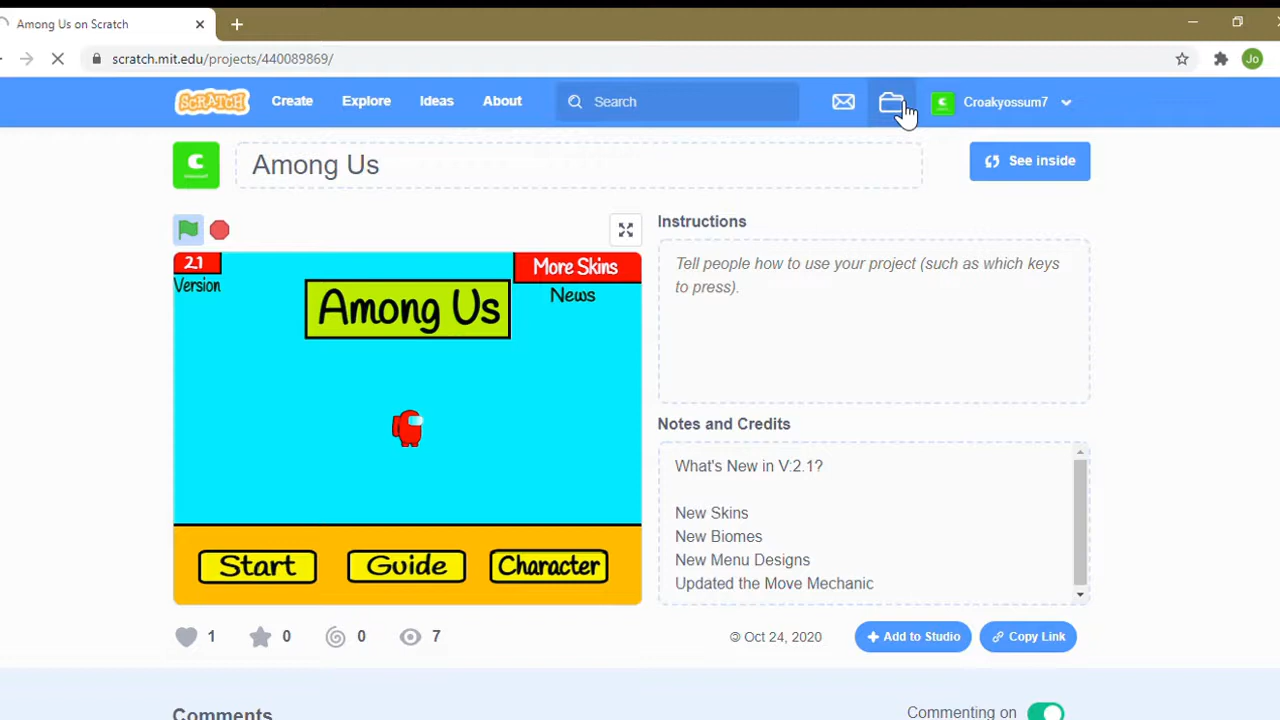 Among Us on Scratch
scratch.mit.edu/projects/440089869/
Jo
SCRATCH
Create
Explore
Ideas
About
Search
Croakyossum7
C
Among Us
See inside
2.1
Version
More Skins
News
Among Us
Start
Guide
Character
Instructions
Tell people how to use your project (such as which keys
to press).
Notes and Credits
What's New in V:2.1?
New Skins
New Biomes
New Menu Designs
Updated the Move Mechanic
1
0
0
7
© Oct 24, 2020
Add to Studio
Copy Link
Comments
Commenting on